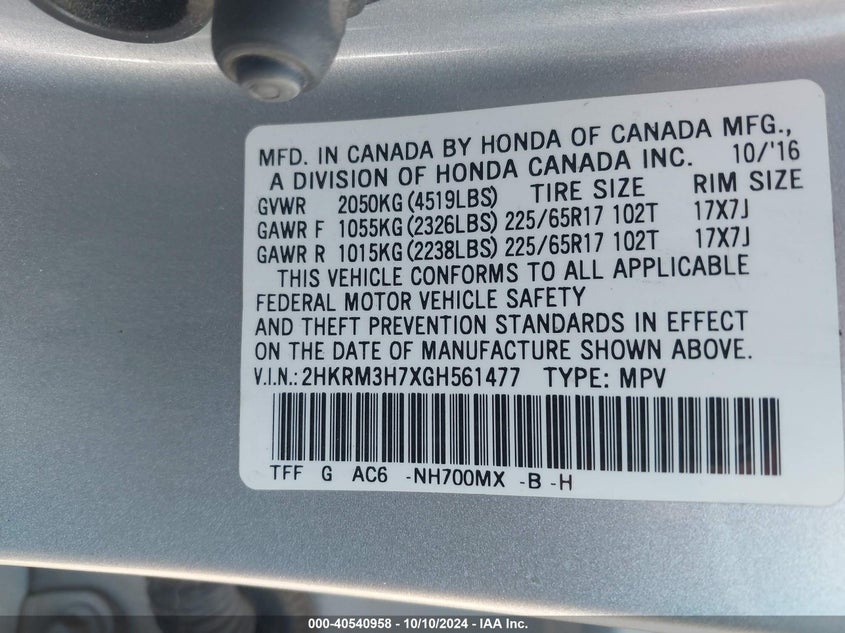 MFD. IN CANADA BY HONDA OF CANADA MFG.,
A DIVISION OF HONDA CANADA INC. 10/'16
GVWR 2050KG (4519LBS) TIRE SIZE RIM SIZE
GAWR F 1055KG (2326LBS) 225/65R17 102T 17X7J
GAWR R 1015KG (2238LBS) 225/65R17 102T 17X7J
THIS VEHICLE CONFORMS TO ALL APPLICABLE
FEDERAL MOTOR VEHICLE SAFETY
AND THEFT PREVENTION STANDARDS IN EFFECT
ON THE DATE OF MANUFACTURE SHOWN ABOVE.
V.I.N.: 2HKRM3H7XGH561477 TYPE: MPV
TFF G AC6 -NH700MX -B -H
000-40540958 - 10/10/2024 - IAA Inc.